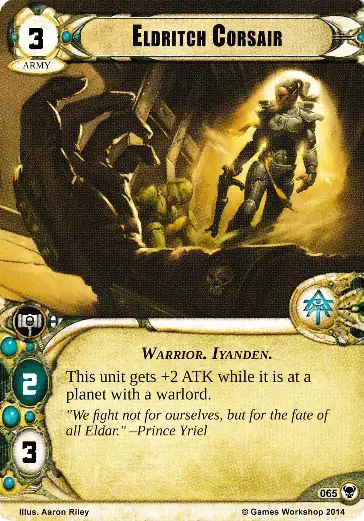 3
ELDRITCH CORSAIR
ARMY
WARRIOR. IYANDEN.
This unit gets +2 ATK while it is at a
planet with a warlord.
2
"We fight not for ourselves, but for the fate of
all Eldar." –Prince Yriel
3
065
Illus. Aaron Riley
© Games Workshop 2014